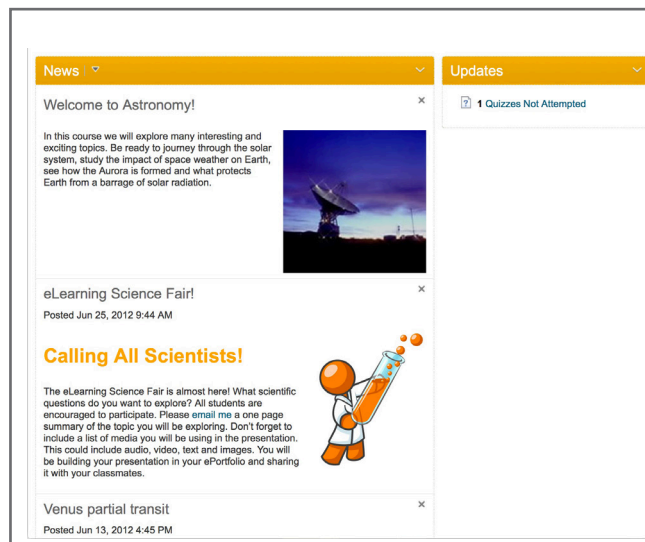 News
Welcome to Astronomy!
In this course we will explore many interesting and
exciting topics. Be ready to journey through the solar
system, study the impact of space weather on Earth,
see how the Aurora is formed and what protects
Earth from a barrage of solar radiation.
eLearning Science Fair!
Posted Jun 25, 2012 9:44 AM
Calling All Scientists!
The eLearning Science Fair is almost here! What scientific
questions do you want to explore? All students are
encouraged to participate. Please email me a one page
summary of the topic you will be exploring. Don't forget to
include a list of media you will be using in the presentation.
This could include audio, video, text and images. You will
be building your presentation in your ePortfolio and sharing
it with your classmates.
Venus partial transit
Posted Jun 13, 2012 4:45 PM
Updates
1 Quizzes Not Attempted